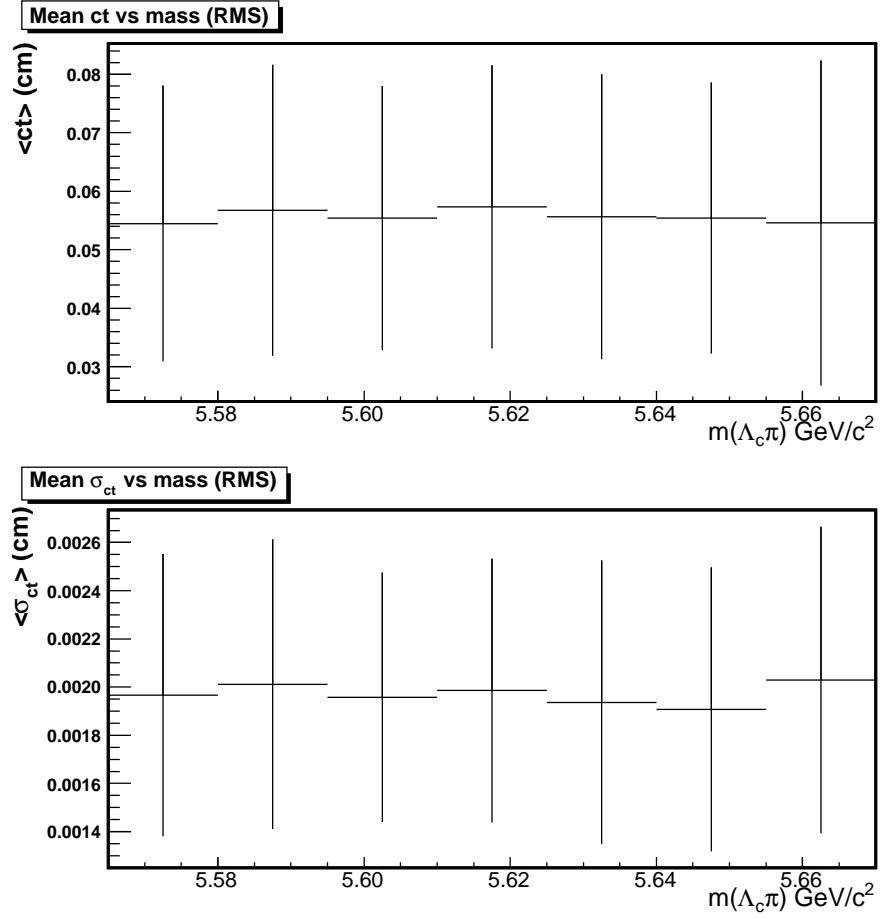 Mean ct vs mass (RMS)
<ct> (cm)
0.08
0.07
0.06
0.05
0.04
0.03
5.58 5.60 5.62 5.64 5.66
m(Λcπ) GeV/c²
Mean σct vs mass (RMS)
<σct> (cm)
0.0026
0.0024
0.0022
0.0020
0.0018
0.0016
0.0014
5.58 5.60 5.62 5.64 5.66
m(Λcπ) GeV/c²